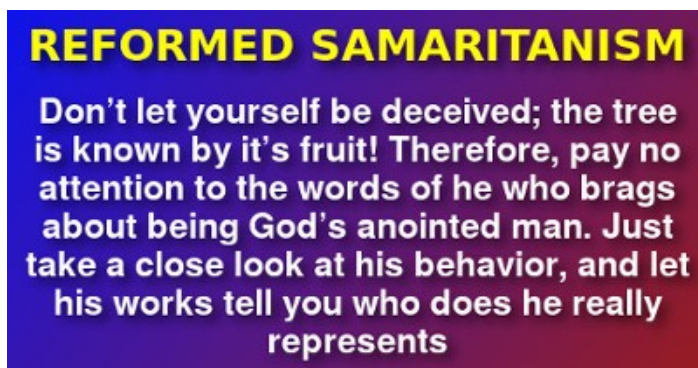 REFORMED SAMARITANISM
Don't let yourself be deceived; the tree
is known by it's fruit! Therefore, pay no
attention to the words of he who brags
about being God's anointed man. Just
take a close look at his behavior, and let
his works tell you who does he really
represents